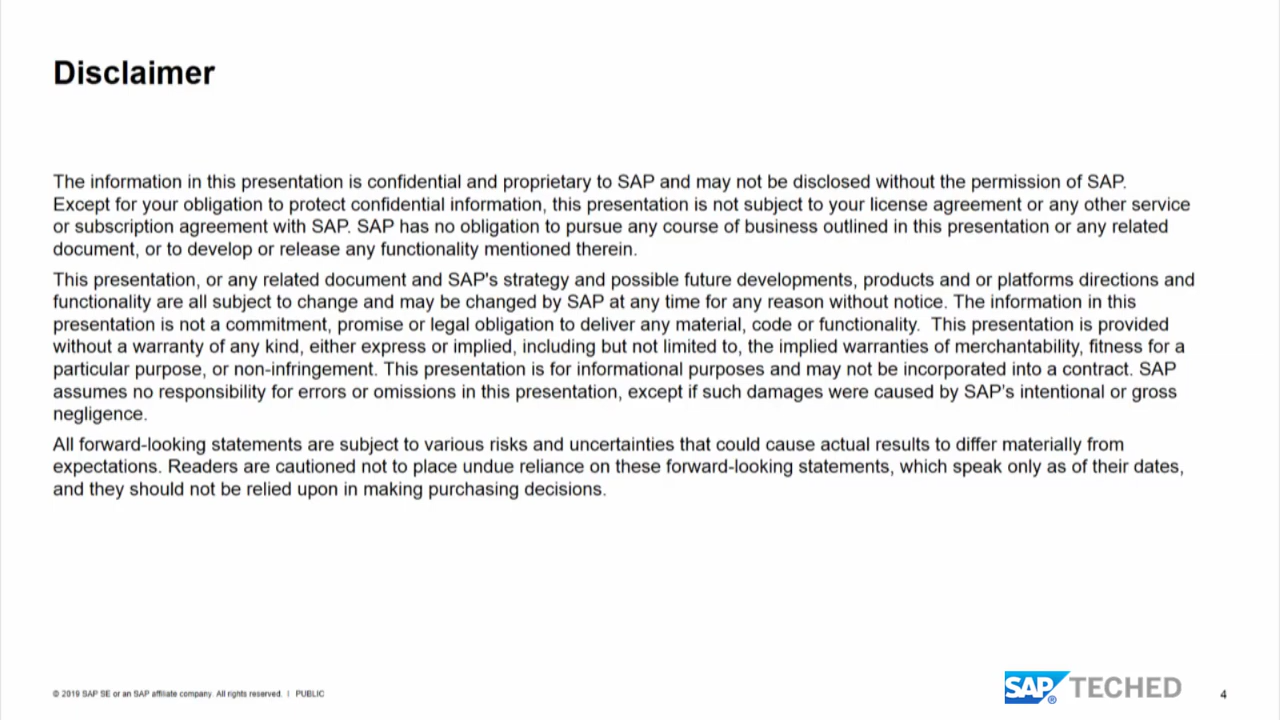 Disclaimer
The information in this presentation is confidential and proprietary to SAP and may not be disclosed without the permission of SAP.
Except for your obligation to protect confidential information, this presentation is not subject to your license agreement or any other service
or subscription agreement with SAP. SAP has no obligation to pursue any course of business outlined in this presentation or any related
document, or to develop or release any functionality mentioned therein.
This presentation, or any related document and SAP's strategy and possible future developments, products and or platforms directions and
functionality are all subject to change and may be changed by SAP at any time for any reason without notice. The information in this
presentation is not a commitment, promise or legal obligation to deliver any material, code or functionality.  This presentation is provided
without a warranty of any kind, either express or implied, including but not limited to, the implied warranties of merchantability, fitness for a
particular purpose, or non-infringement. This presentation is for informational purposes and may not be incorporated into a contract. SAP
assumes no responsibility for errors or omissions in this presentation, except if such damages were caused by SAP's intentional or gross
negligence.
All forward-looking statements are subject to various risks and uncertainties that could cause actual results to differ materially from
expectations. Readers are cautioned not to place undue reliance on these forward-looking statements, which speak only as of their dates,
and they should not be relied upon in making purchasing decisions.
© 2019 SAP SE or an SAP affiliate company. All rights reserved. | PUBLIC
SAP® TECHED
4